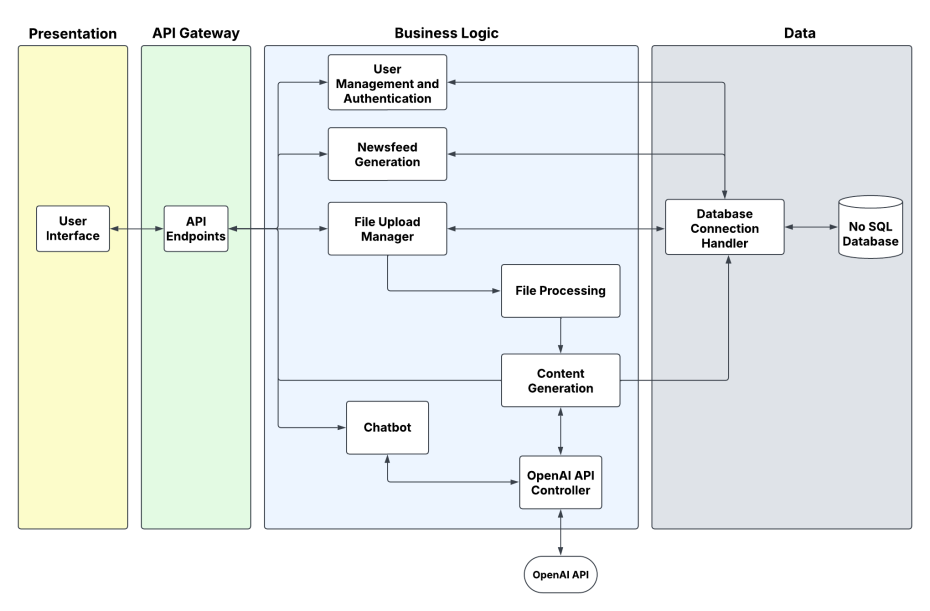 Presentation
API Gateway
Business Logic
Data
User
Management and
Authentication
Newsfeed
Generation
User
Interface
API
Endpoints
File Upload
Manager
Database
Connection
Handler
No SQL
Database
File Processing
Content
Generation
Chatbot
OpenAI API
Controller
OpenAI API